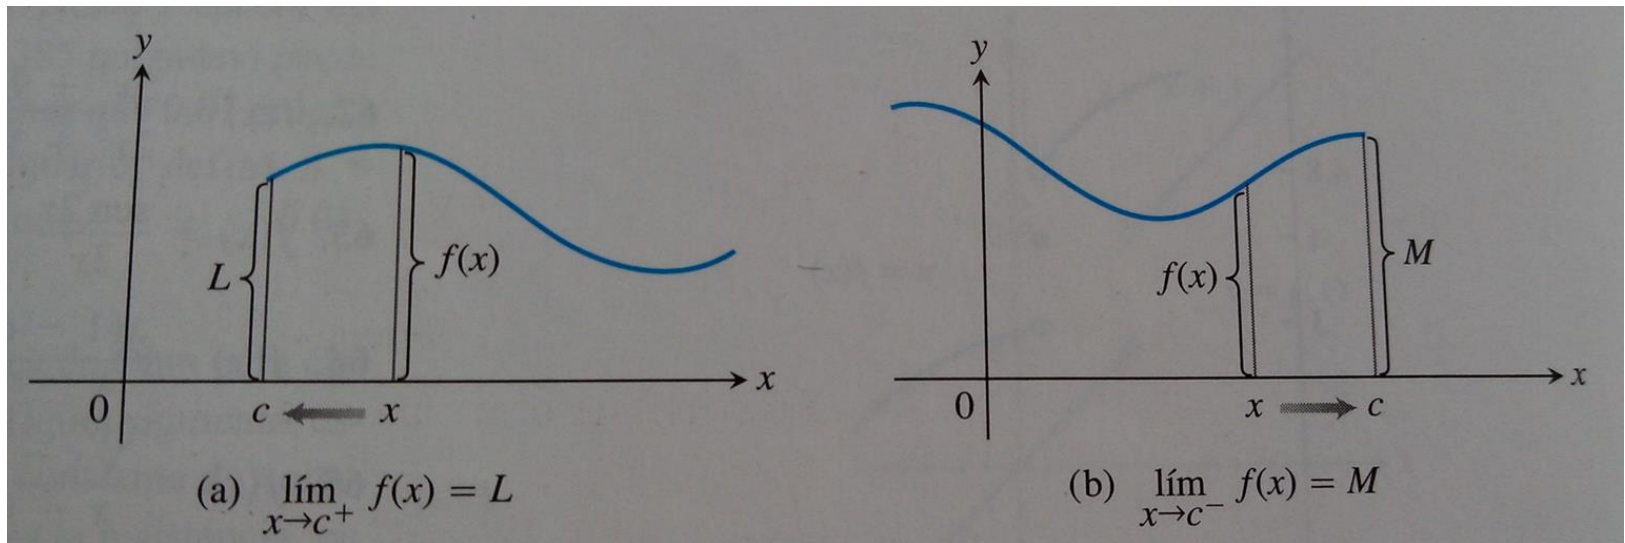 y
L
f(x)
0
c
x
x
(a) lím f(x) = L
x→c⁺
y
f(x)
M
0
x
c
x
(b) lím f(x) = M
x→c⁻